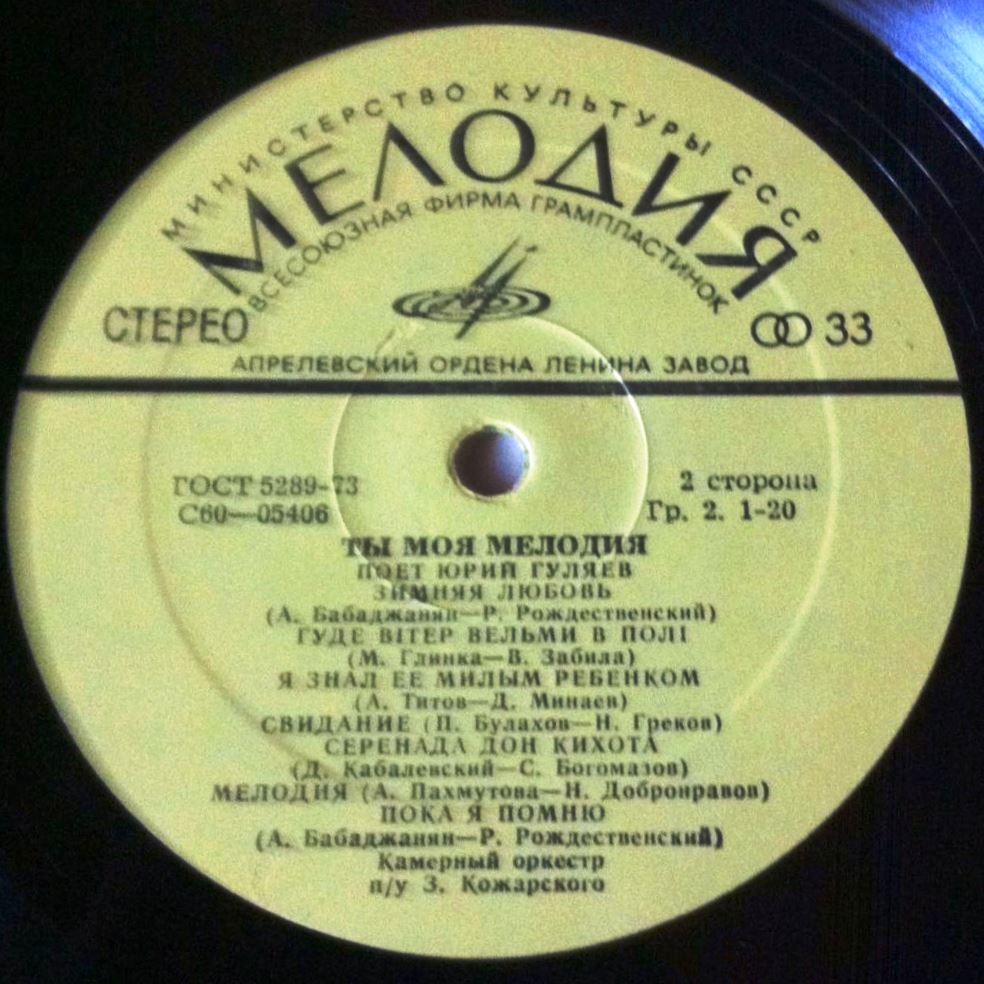 МИНИСТЕРСТВО КУЛЬТУРЫ СССР
МЕЛОДИЯ
ВСЕСОЮЗНАЯ ФИРМА ГРАМПЛАСТИНОК
СТЕРЕО
33
АПРЕЛЕВСКИЙ ОРДЕНА ЛЕНИНА ЗАВОД
ГОСТ 5289-73
С60—05406
2 сторона
Гр. 2. 1-20
ТЫ МОЯ МЕЛОДИЯ
ПОЕТ ЮРИЙ ГУЛЯЕВ
ЗИМНЯЯ ЛЮБОВЬ
(А. Бабаджанян—Р. Рождественский)
ГУДЕ ВІТЕР ВЕЛЬМИ В ПОЛІ
(М. Глинка—В. Забила)
Я ЗНАЛ ЕЕ МИЛЫМ РЕБЕНКОМ
(А. Титов—Д. Минаев)
СВИДАНИЕ (П. Булахов—Н. Греков)
СЕРЕНАДА ДОН КИХОТА
(Д. Кабалевский—С. Богомазов)
МЕЛОДИЯ (А. Пахмутова—Н. Добронравов)
ПОКА Я ПОМНЮ
(А. Бабаджанян—Р. Рождественский)
Камерный оркестр
п/у З. Кожарского